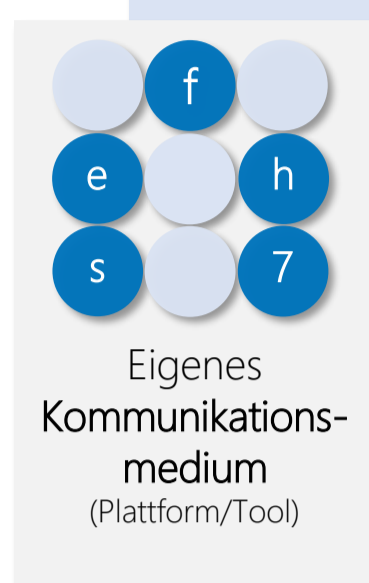 f
e h
s 7
Eigenes
Kommunikations-
medium
(Plattform/Tool)